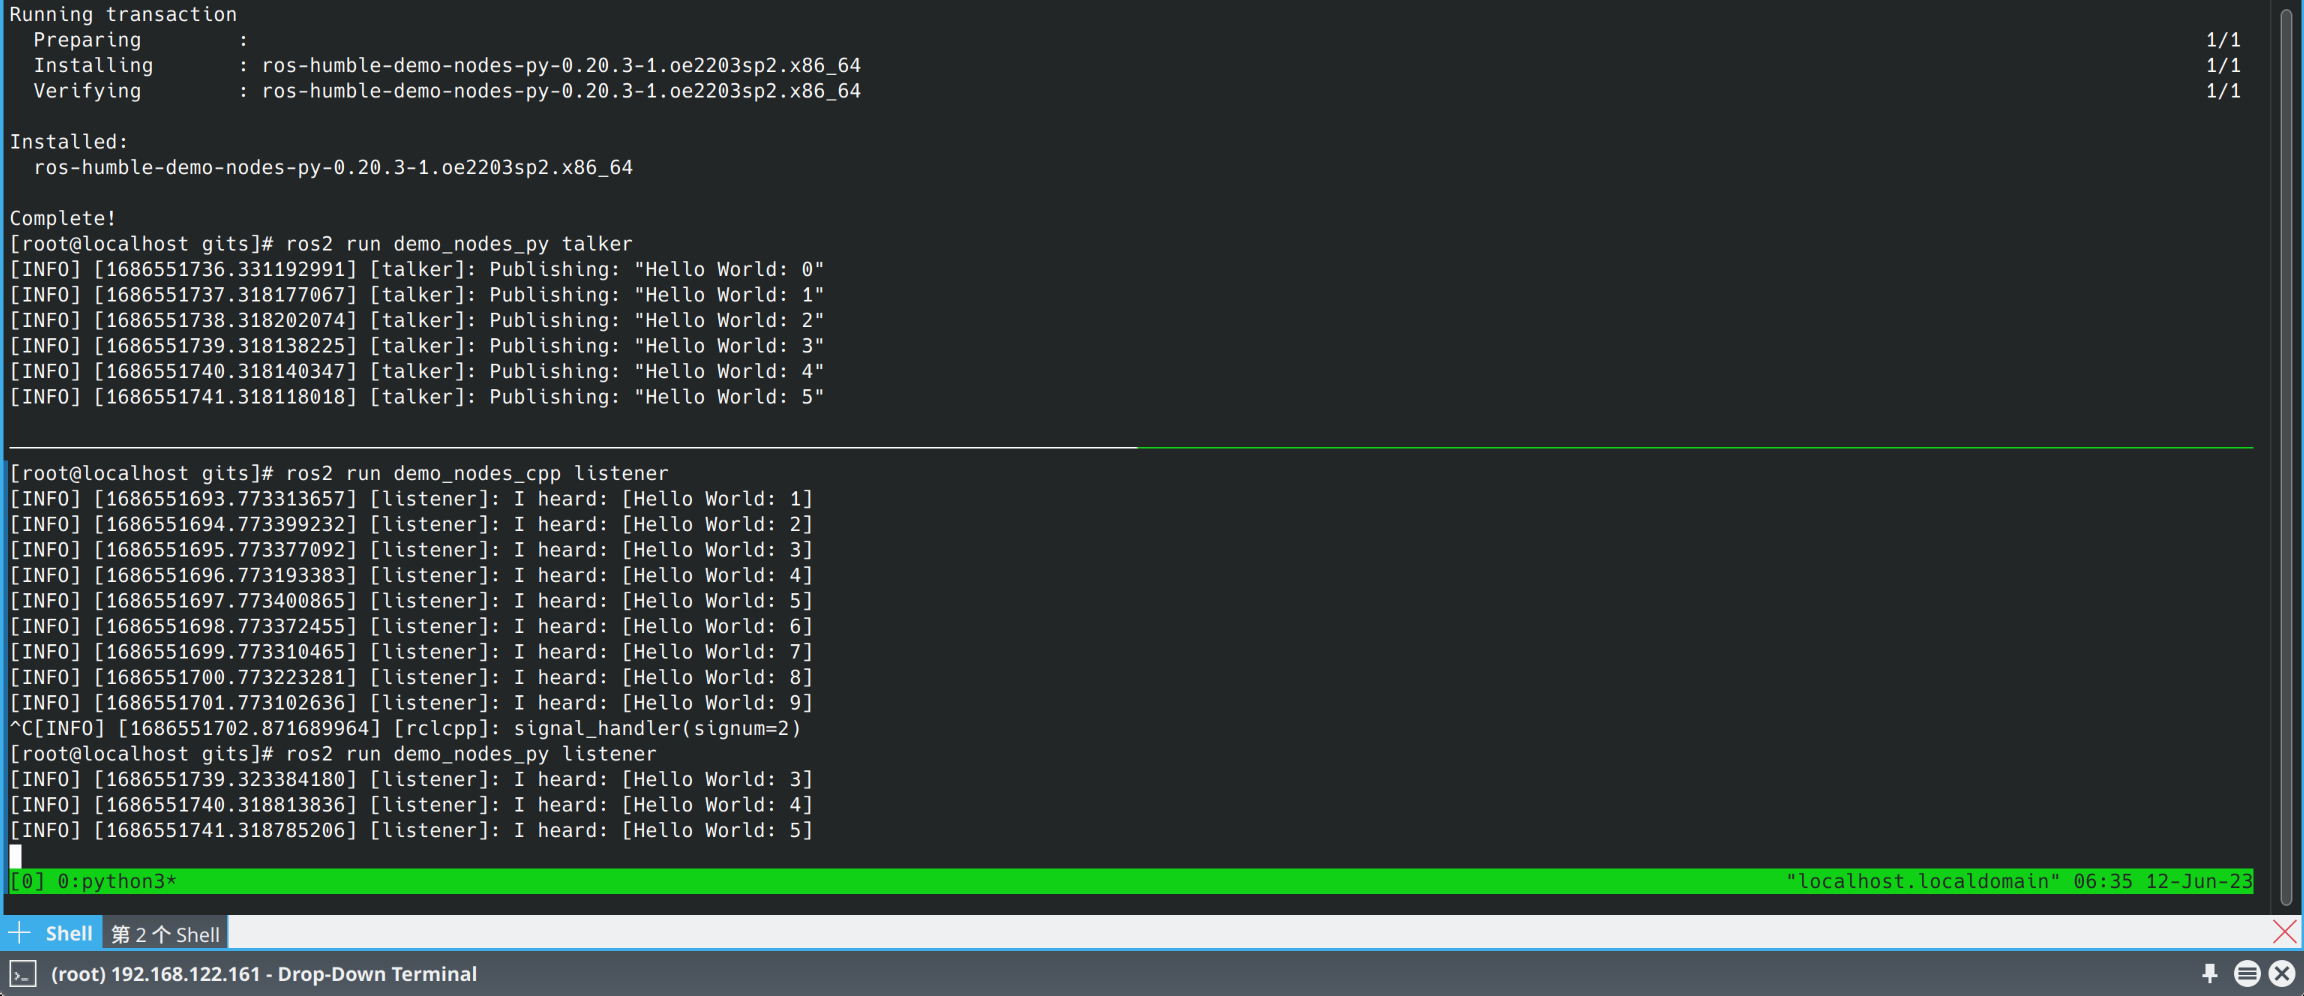 Running transaction
  Preparing        :                                                        1/1
  Installing       : ros-humble-demo-nodes-py-0.20.3-1.oe2203sp2.x86_64     1/1
  Verifying        : ros-humble-demo-nodes-py-0.20.3-1.oe2203sp2.x86_64     1/1
Installed:
  ros-humble-demo-nodes-py-0.20.3-1.oe2203sp2.x86_64
Complete!
[root@localhost gits]# ros2 run demo_nodes_py talker
[INFO] [1686551736.331192991] [talker]: Publishing: "Hello World: 0"
[INFO] [1686551737.318177067] [talker]: Publishing: "Hello World: 1"
[INFO] [1686551738.318202074] [talker]: Publishing: "Hello World: 2"
[INFO] [1686551739.318138225] [talker]: Publishing: "Hello World: 3"
[INFO] [1686551740.318140347] [talker]: Publishing: "Hello World: 4"
[INFO] [1686551741.318118018] [talker]: Publishing: "Hello World: 5"
[root@localhost gits]# ros2 run demo_nodes_cpp listener
[INFO] [1686551693.773313657] [listener]: I heard: [Hello World: 1]
[INFO] [1686551694.773399232] [listener]: I heard: [Hello World: 2]
[INFO] [1686551695.773377092] [listener]: I heard: [Hello World: 3]
[INFO] [1686551696.773193383] [listener]: I heard: [Hello World: 4]
[INFO] [1686551697.773400865] [listener]: I heard: [Hello World: 5]
[INFO] [1686551698.773372455] [listener]: I heard: [Hello World: 6]
[INFO] [1686551699.773310465] [listener]: I heard: [Hello World: 7]
[INFO] [1686551700.773223281] [listener]: I heard: [Hello World: 8]
[INFO] [1686551701.773102636] [listener]: I heard: [Hello World: 9]
^C[INFO] [1686551702.871689964] [rclcpp]: signal_handler(signum=2)
[root@localhost gits]# ros2 run demo_nodes_py listener
[INFO] [1686551739.323384180] [listener]: I heard: [Hello World: 3]
[INFO] [1686551740.318813836] [listener]: I heard: [Hello World: 4]
[INFO] [1686551741.318785206] [listener]: I heard: [Hello World: 5]
[0] 0:python3* "localhost.localdomain" 06:35 12-Jun-23
Shell 第 2 个 Shell
(root) 192.168.122.161 - Drop-Down Terminal